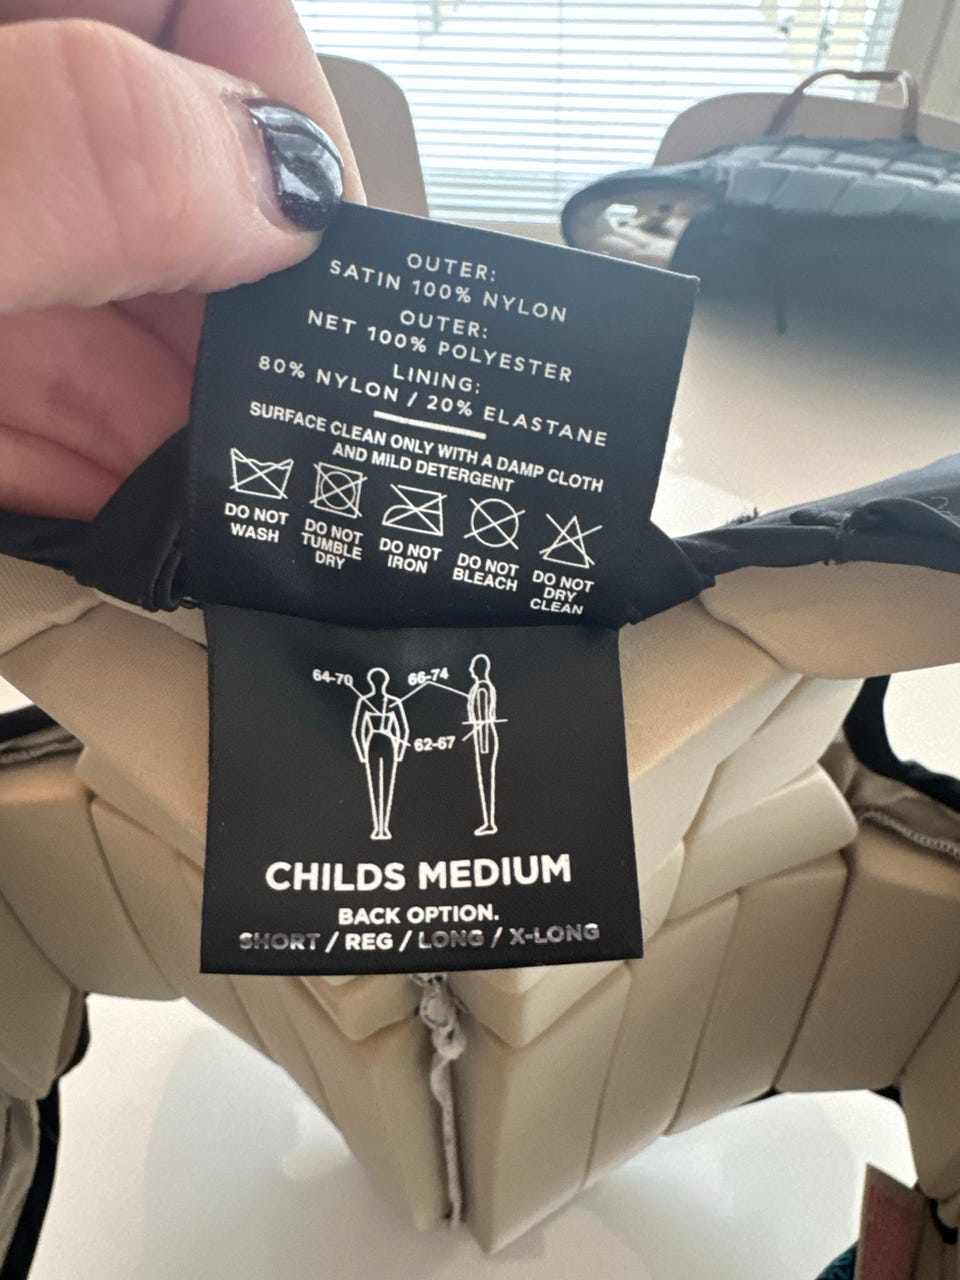 OUTER:
SATIN 100% NYLON
OUTER:
NET 100% POLYESTER
LINING:
80% NYLON / 20% ELASTANE
SURFACE CLEAN ONLY WITH A DAMP CLOTH
AND MILD DETERGENT
DO NOT
WASH
DO NOT
TUMBLE
DRY
DO NOT
IRON
DO NOT
BLEACH
DO NOT
DRY
CLEAN
64-70
66-74
62-67
CHILDS MEDIUM
BACK OPTION.
SHORT / REG / LONG / X-LONG